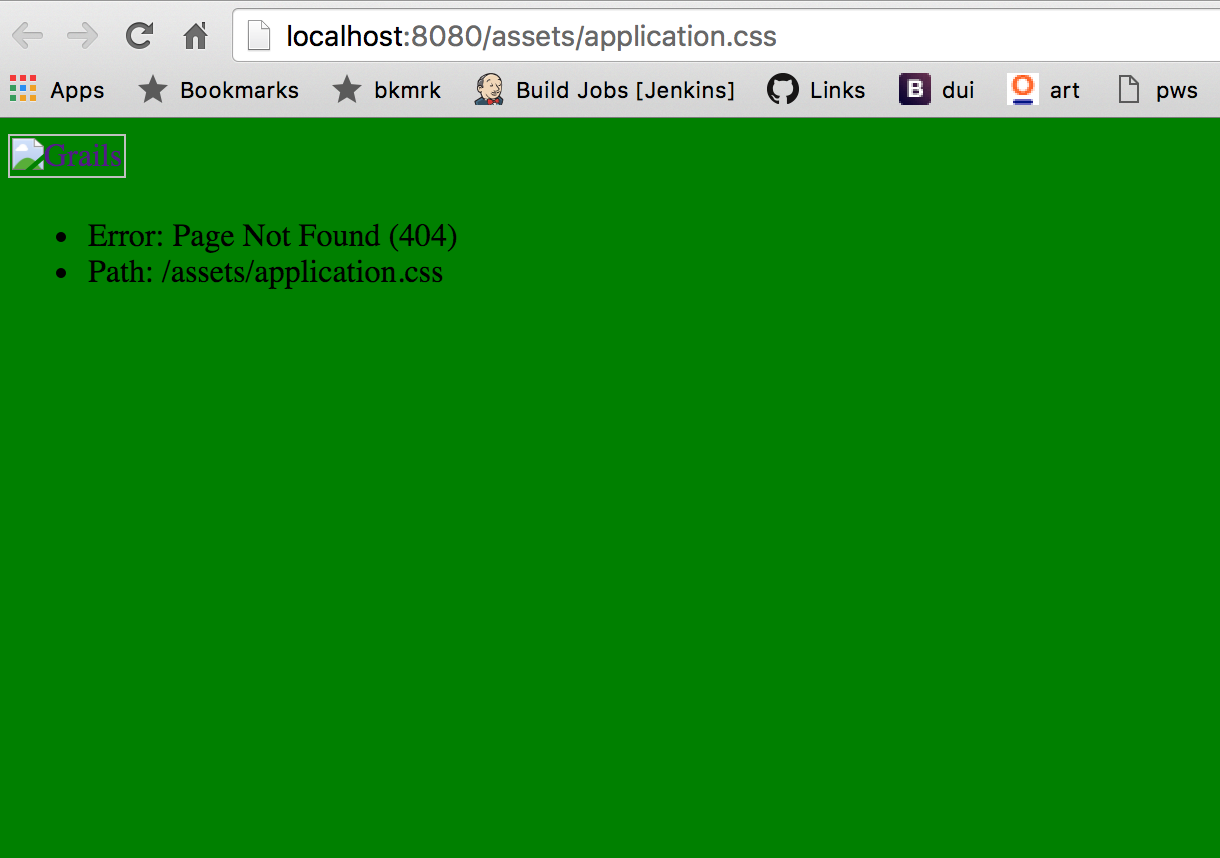 localhost:8080/assets/application.css
Apps Bookmarks bkmrk Build Jobs [Jenkins] Links B dui art pws
Grails
Error: Page Not Found (404)
Path: /assets/application.css